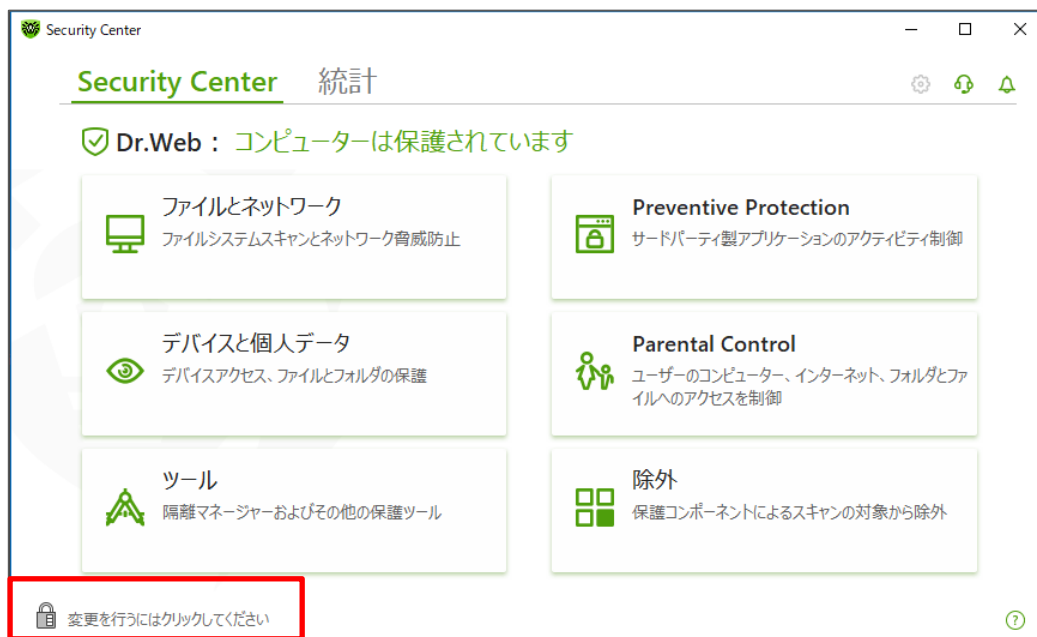 Security Center
Security Center 統計
Dr.Web： コンピューターは保護されています
ファイルとネットワーク
ファイルシステムスキャンとネットワーク脅威防止
Preventive Protection
サードパーティ製アプリケーションのアクティビティ制御
デバイスと個人データ
デバイスアクセス、ファイルとフォルダの保護
Parental Control
ユーザーのコンピューター、インターネット、フォルダとファ
イルへのアクセスを制御
ツール
隔離マネージャーおよびその他の保護ツール
除外
保護コンポーネントによるスキャンの対象から除外
変更を行うにはクリックしてください
?